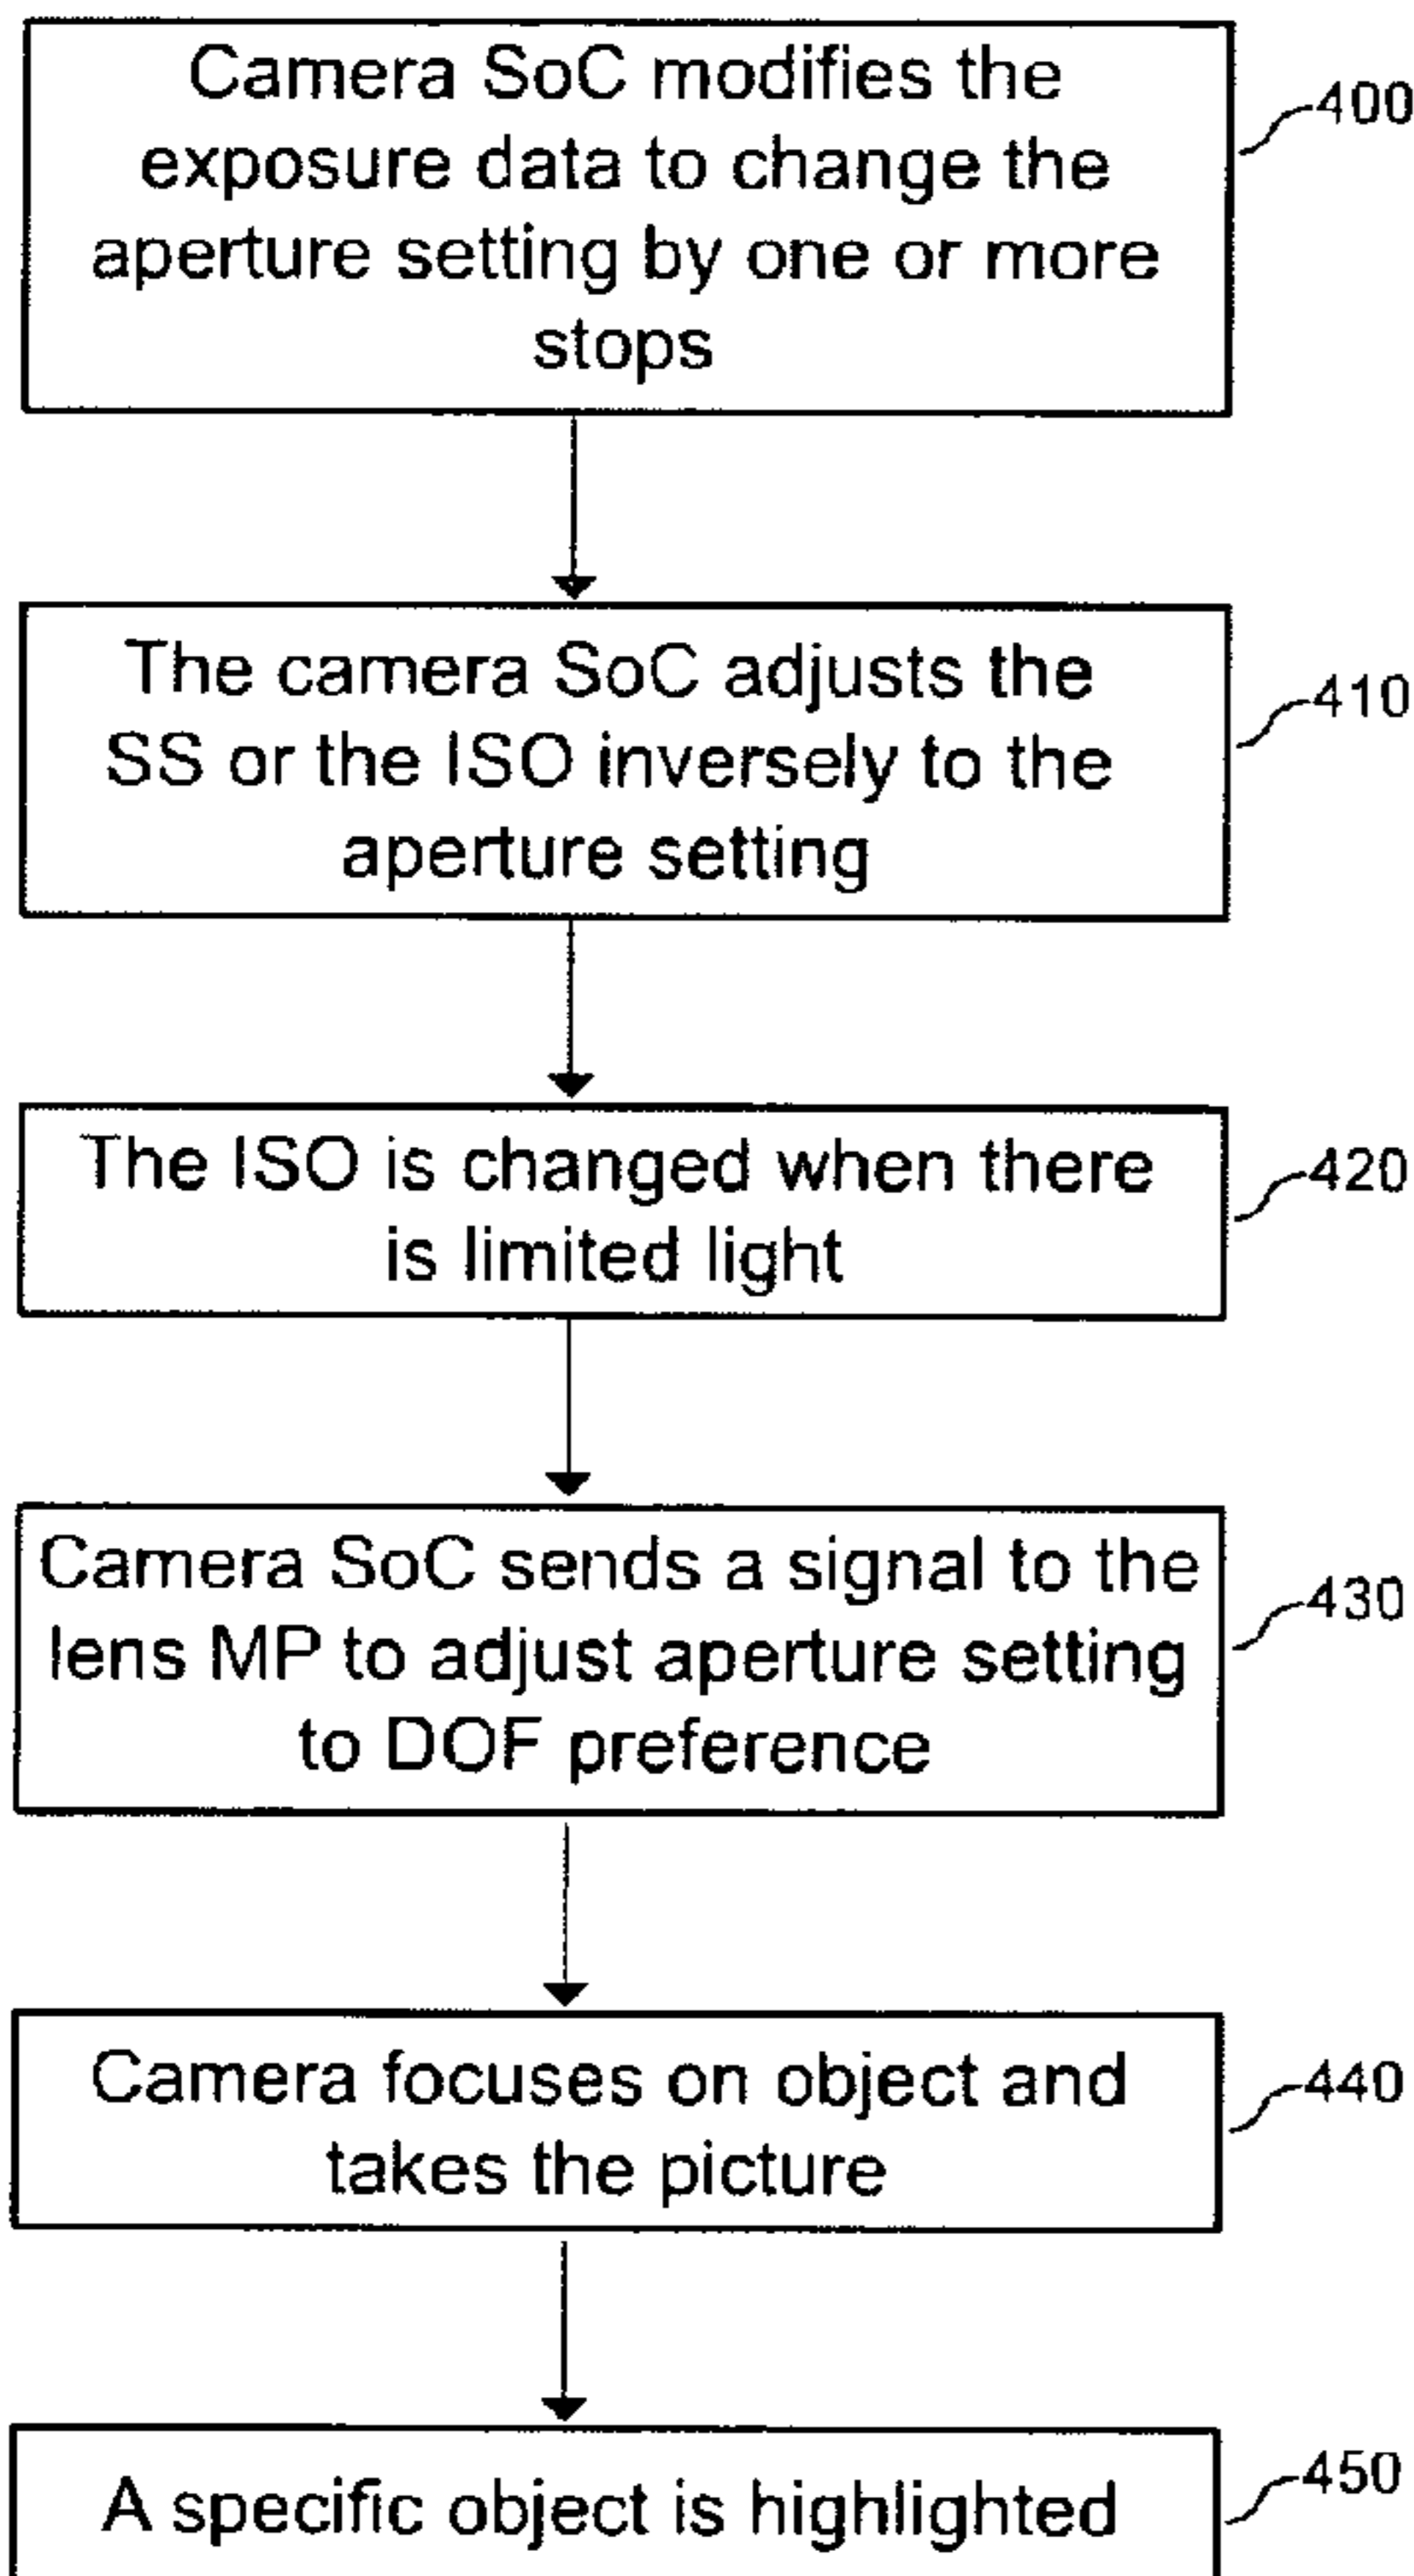 Camera SoC modifies the
exposure data to change the
aperture setting by one or more
stops
400
The camera SoC adjusts the
SS or the ISO inversely to the
aperture setting
410
The ISO is changed when there
is limited light
420
Camera SoC sends a signal to the
lens MP to adjust aperture setting
to DOF preference
430
Camera focuses on object and
takes the picture
440
A specific object is highlighted
450